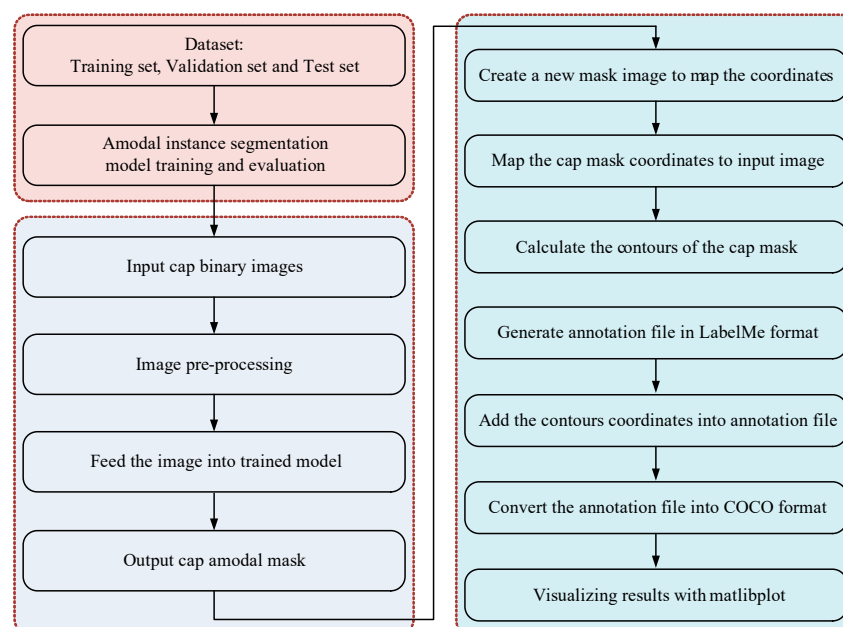 Dataset:
Training set, Validation set and Test set
Amodal instance segmentation
model training and evaluation
Input cap binary images
Image pre-processing
Feed the image into trained model
Output cap amodal mask
Create a new mask image to map the coordinates
Map the cap mask coordinates to input image
Calculate the contours of the cap mask
Generate annotation file in LabelMe format
Add the contours coordinates into annotation file
Convert the annotation file into COCO format
Visualizing results with matlibplot